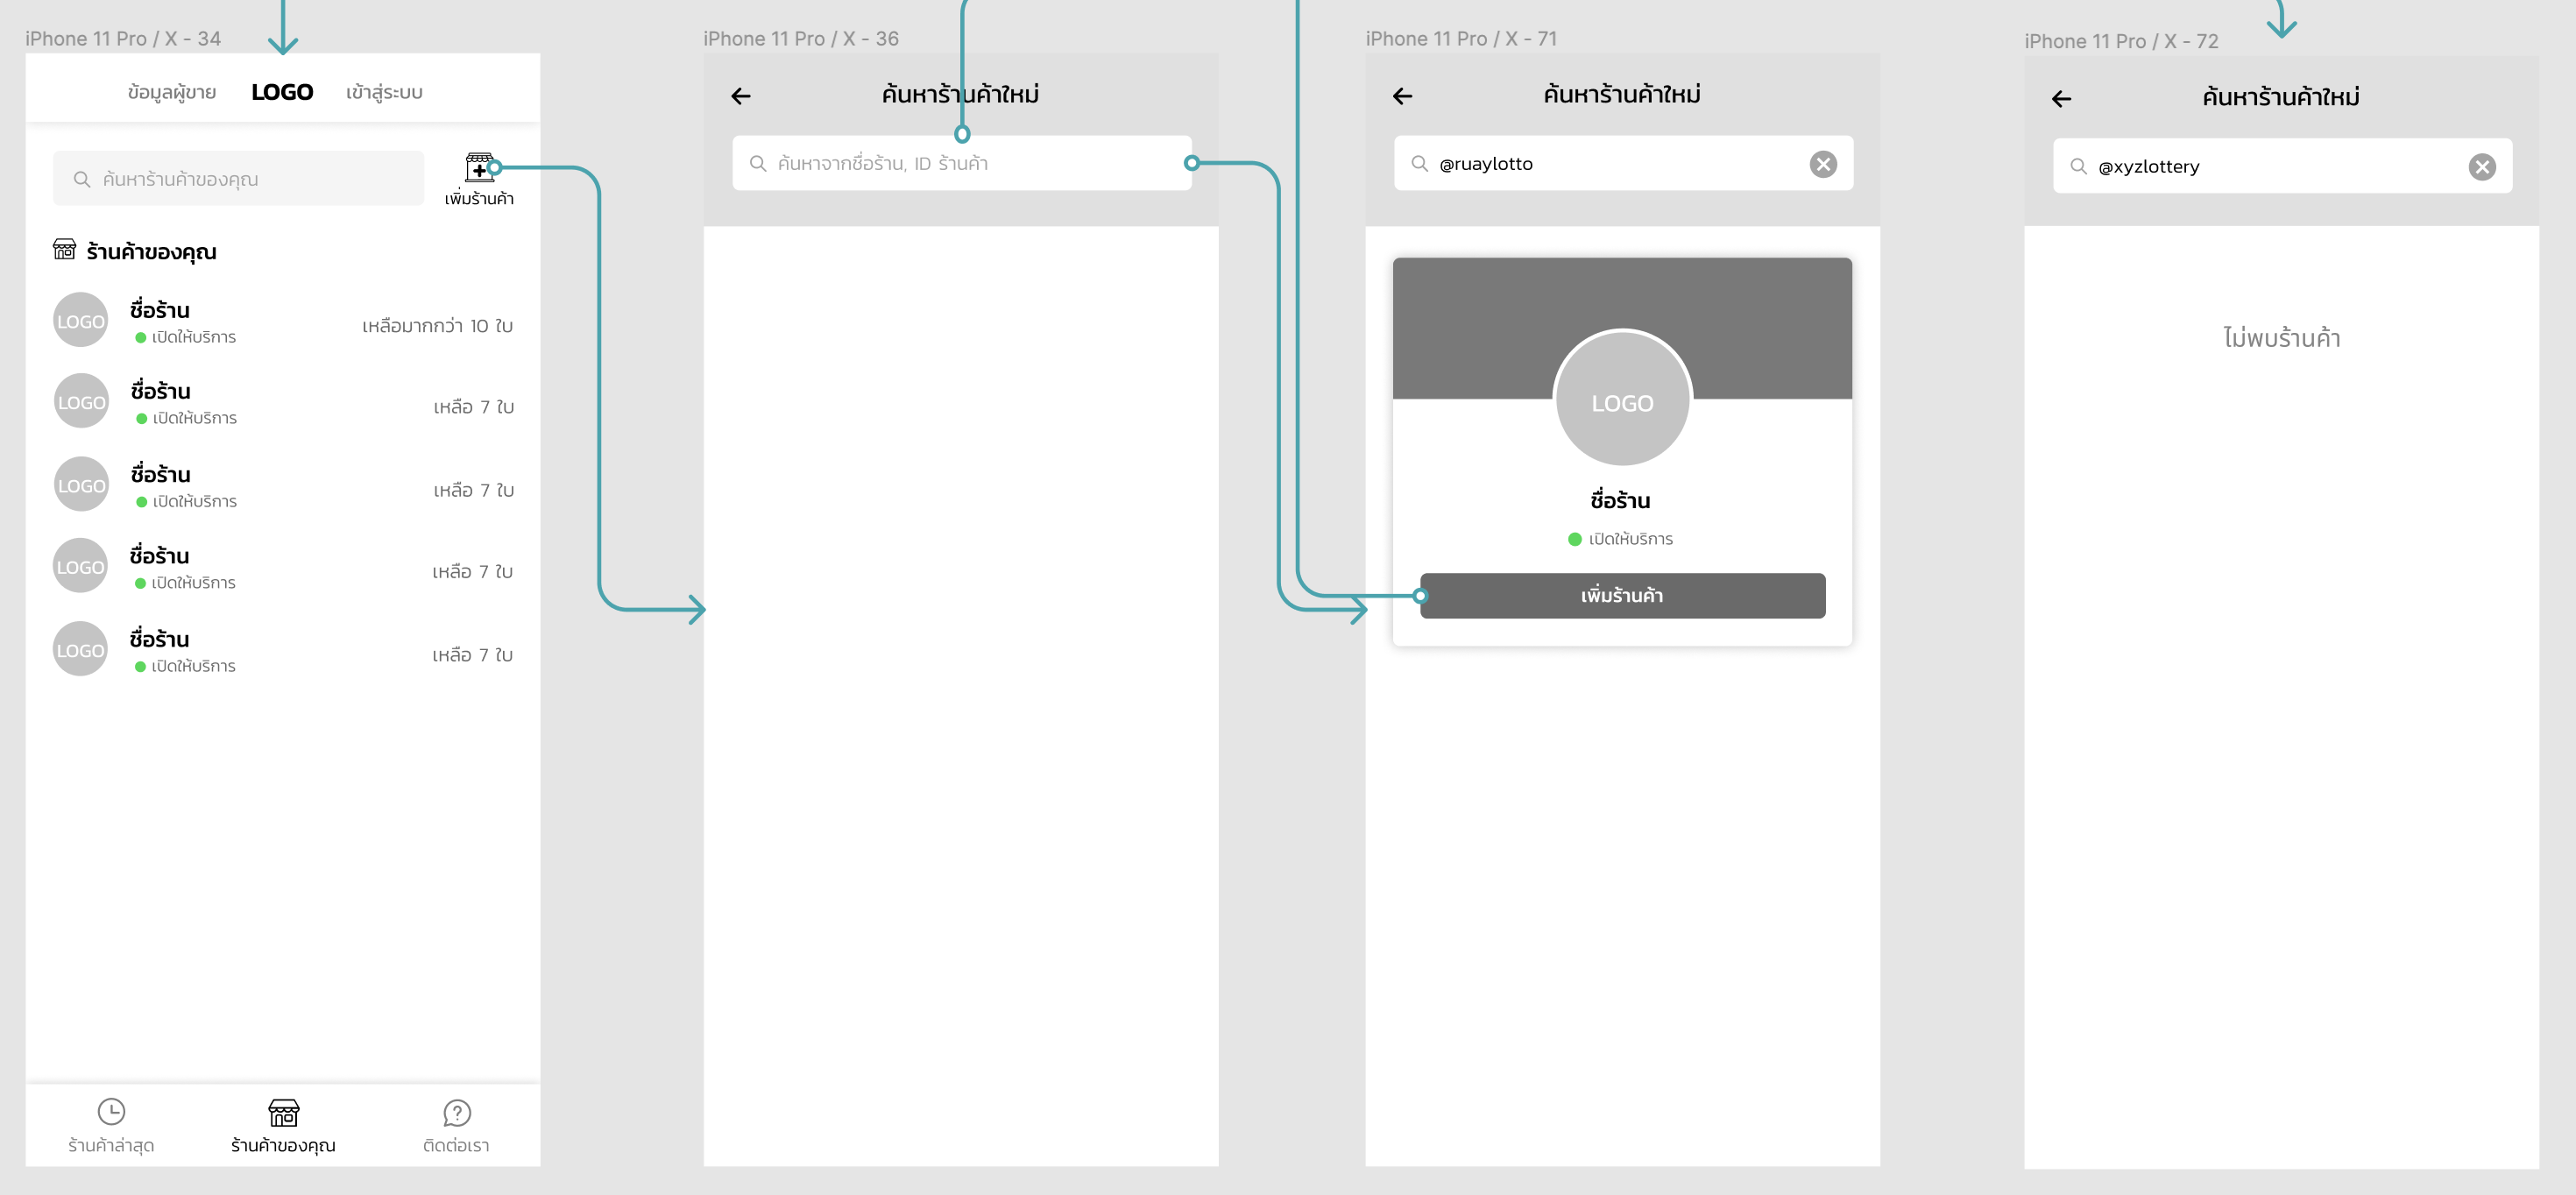 iPhone 11 Pro / X - 34
ข้อมูลผู้ขาย LOGO เข้าสู่ระบบ
ค้นหาร้านค้าของคุณ
เพิ่มร้านค้า
ร้านค้าของคุณ
LOGO
ชื่อร้าน
เปิดให้บริการ
เหลือมากกว่า 10 ใบ
LOGO
ชื่อร้าน
เปิดให้บริการ
เหลือ 7 ใบ
LOGO
ชื่อร้าน
เปิดให้บริการ
เหลือ 7 ใบ
LOGO
ชื่อร้าน
เปิดให้บริการ
เหลือ 7 ใบ
LOGO
ชื่อร้าน
เปิดให้บริการ
เหลือ 7 ใบ
ร้านค้าล่าสุด ร้านค้าของคุณ ติดต่อเรา
iPhone 11 Pro / X - 36
ค้นหาร้านค้าใหม่
ค้นหาจากชื่อร้าน, ID ร้านค้า
iPhone 11 Pro / X - 71
ค้นหาร้านค้าใหม่
@ruaylotto
LOGO
ชื่อร้าน
เปิดให้บริการ
เพิ่มร้านค้า
iPhone 11 Pro / X - 72
ค้นหาร้านค้าใหม่
@xyzlottery
ไม่พบร้านค้า